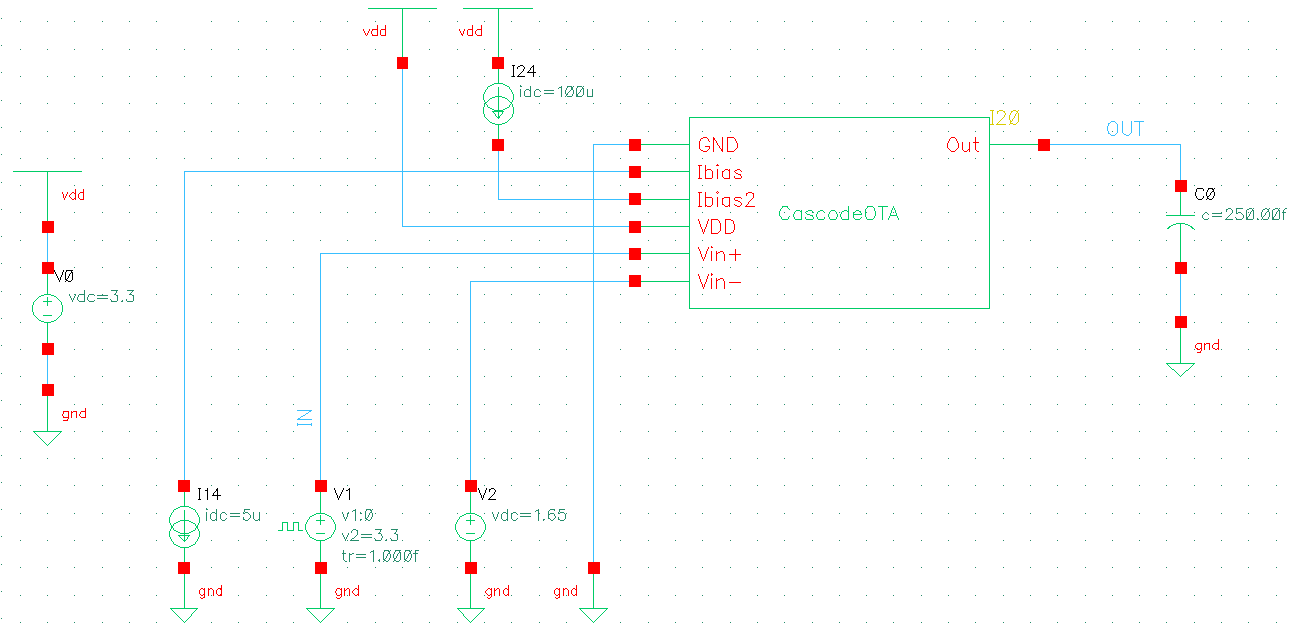 vdd
vdd
I24
idc=100u
I20
GND
Out
OUT
Ibias
Ibias2
CascodeOTA
VDD
Vin+
Vin-
C0
c=250.00f
gnd
vdd
V0
vdc=3.3
gnd
IN
I14
idc=5u
gnd
V1
v1:0
v2=3.3
tr=1.000f
gnd
V2
vdc=1.65
gnd
gnd